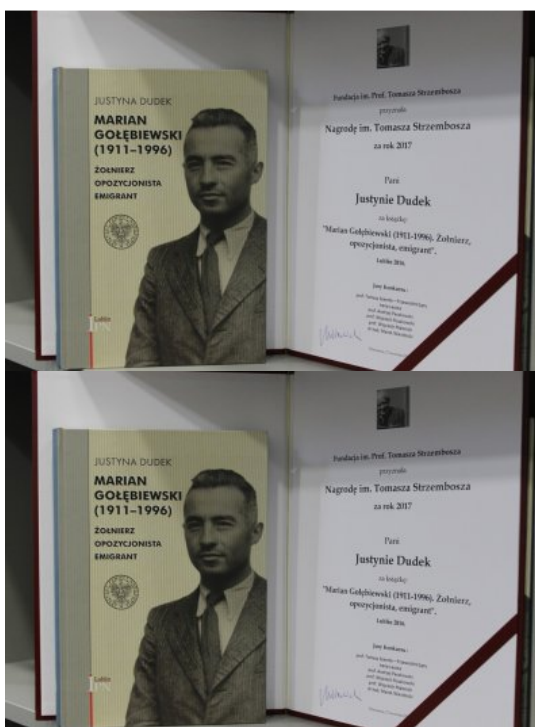 JUSTYNA DUDEK
MARIAN
GOŁĘBIEWSKI
(1911–1996)
ŻOŁNIERZ
OPOZYCJONISTA
EMIGRANT
Lublin
IPN
Fundacja im. Prof. Tomasza Strzembosza
przyznała
Nagrodę im. Tomasza Strzembosza
za rok 2017
Pani
Justynie Dudek
za książkę:
"Marian Gołębiewski (1911-1996). Żołnierz,
opozycjonista, emigrant".
Lublin 2016
Jury Konkursu :
JUSTYNA DUDEK
MARIAN
GOŁĘBIEWSKI
(1911–1996)
ŻOŁNIERZ
OPOZYCJONISTA
EMIGRANT
Lublin
IPN
Fundacja im. Prof. Tomasza Strzembosza
przyznała
Nagrodę im. Tomasza Strzembosza
za rok 2017
Pani
Justynie Dudek
za książkę:
"Marian Gołębiewski (1911-1996). Żołnierz,
opozycjonista, emigrant".
Lublin 2016
Jury Konkursu :